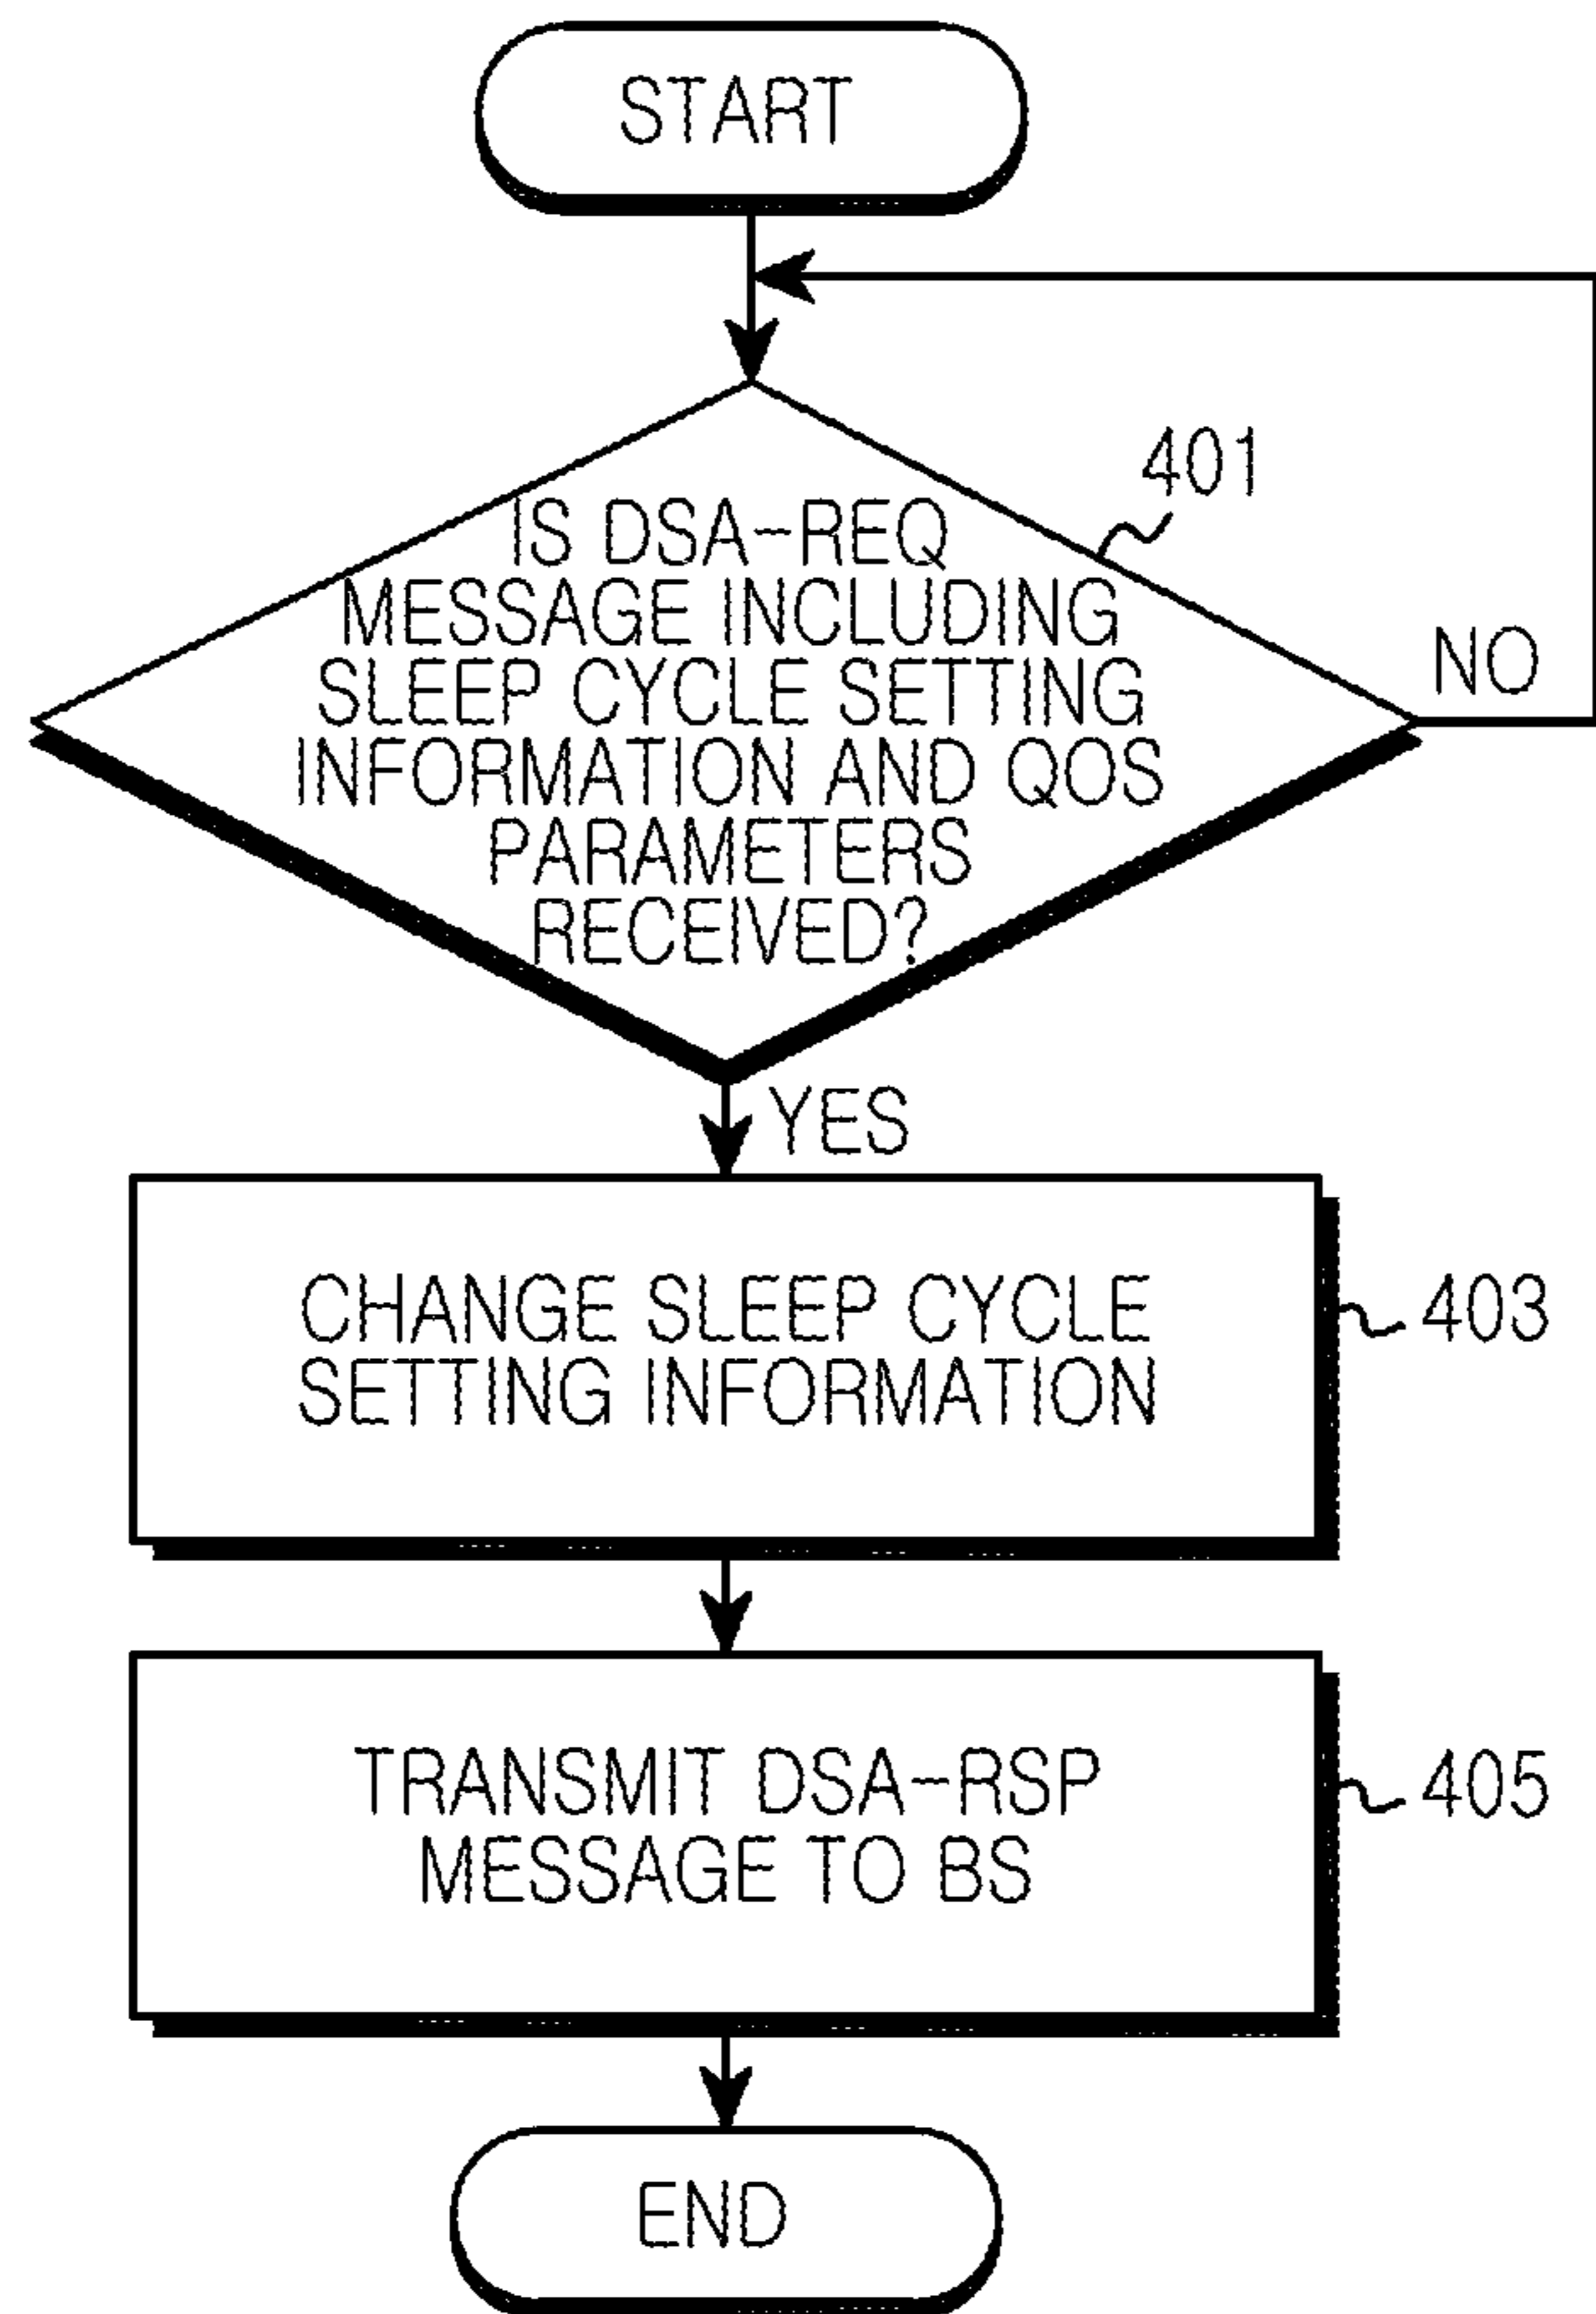 START
401
IS DSA-REQ
MESSAGE INCLUDING
SLEEP CYCLE SETTING
INFORMATION AND QOS
PARAMETERS
RECEIVED?
NO
YES
CHANGE SLEEP CYCLE
SETTING INFORMATION
403
TRANSMIT DSA-RSP
MESSAGE TO BS
405
END